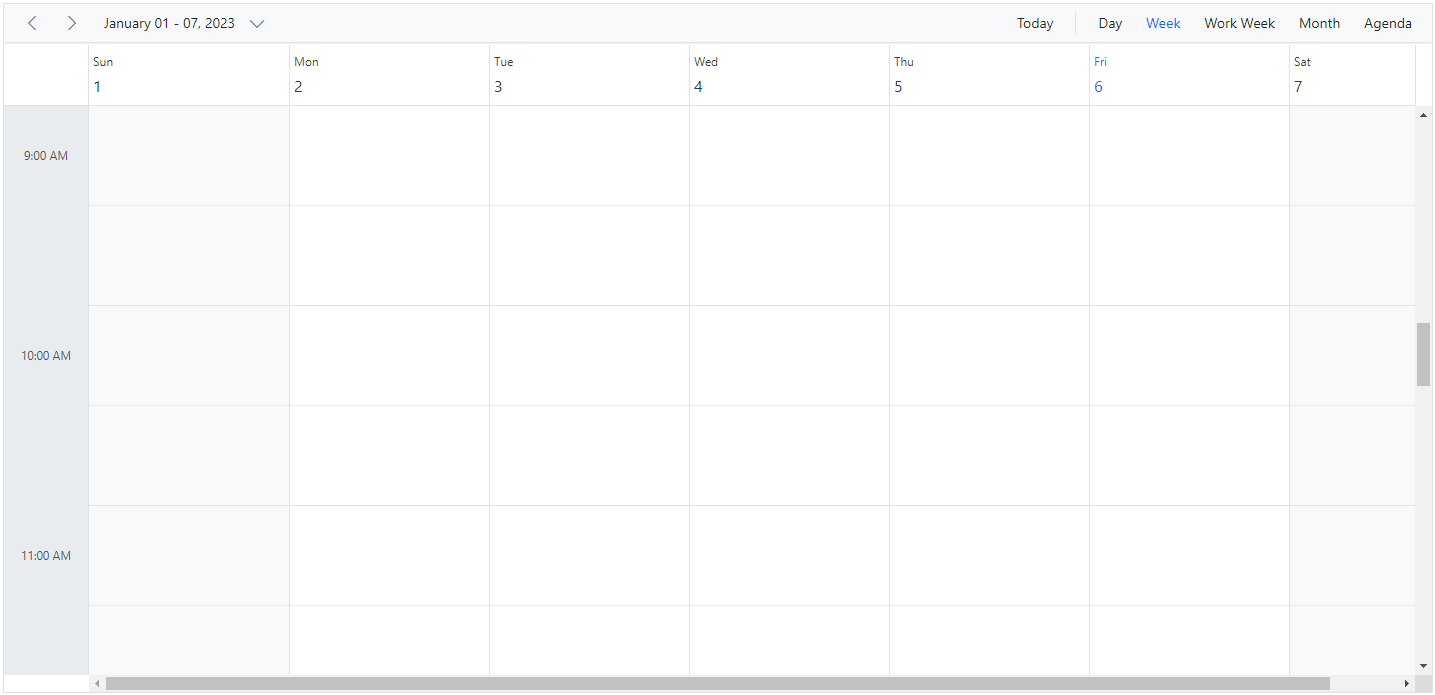 January 01 - 07, 2023 Today Day Week Work Week Month Agenda
Sun Mon Tue Wed Thu Fri Sat
1 2 3 4 5 6 7
9:00 AM
10:00 AM
11:00 AM